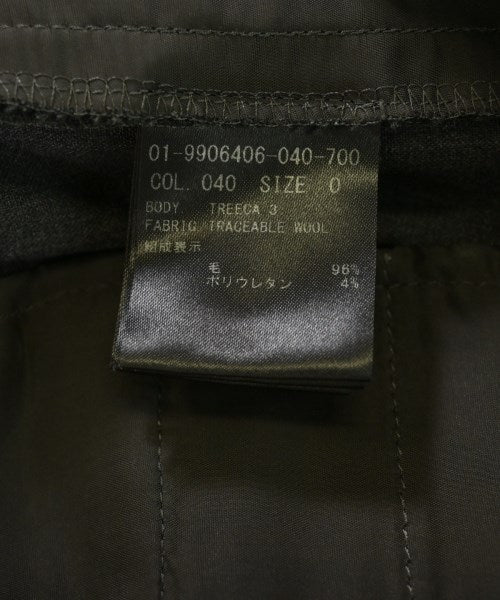 01-9906406-040-700
COL. 040 SIZE 0
BODY TREECA 3
FABRIC TRACEABLE WOOL
組成表示
毛 96%
ポリウレタン 4%